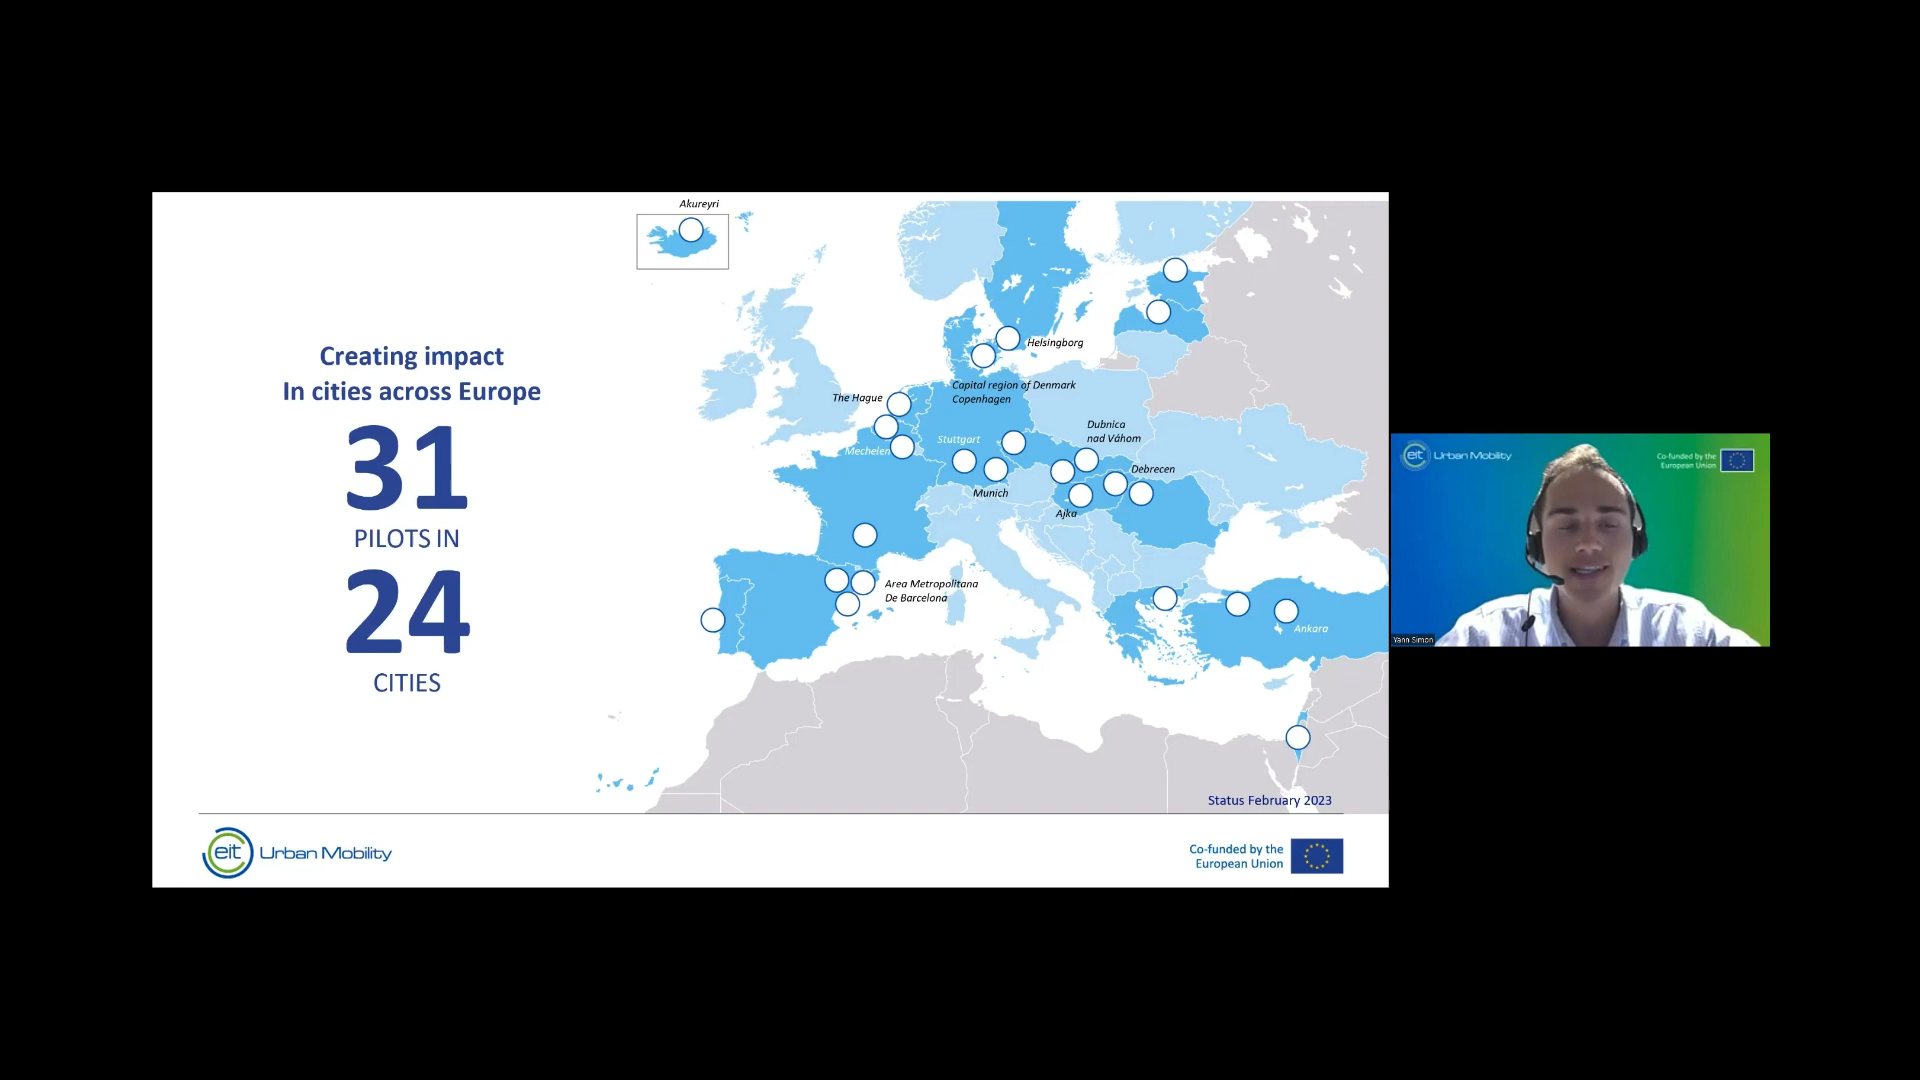 Creating impact
In cities across Europe
31
PILOTS IN
24
CITIES
Akureyri
Helsingborg
Capital region of Denmark
Copenhagen
The Hague
Stuttgart
Mechelen
Munich
Dubnica
nad Váhom
Debrecen
Ajka
Area Metropolitana
De Barcelona
Ankara
Status February 2023
eit Urban Mobility
Co-funded by the
European Union
eit Urban Mobility
Co-funded by the
European Union
Yann Simon